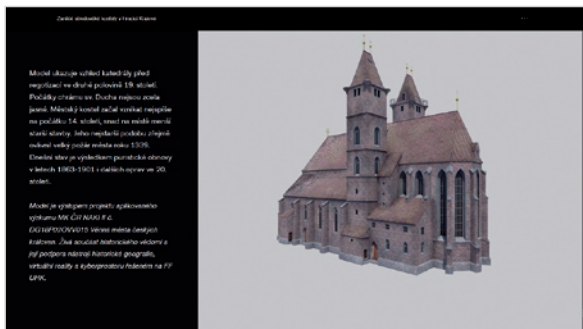 Model ukazuje vzhled katedrály před
regotizací ve druhé polovině 19. století.
Počátky chrámu sv. Ducha nejsou zcela
jasné. Městský kostel začal vznikat nejspíše
na počátku 14. století, snad na místě menší
starší stavby. Jeho nejstarší podobu zřejmě
ovlivnil velký požár města roku 1339.
Dnešní stav je výsledkem puristické obnovy
v letech 1863-1901 i dalších oprav ve 20.
století.
Model je výstupem projektu aplikovaného
výzkumu MK ČR NAKI II č.
Věnná města českých
královen. Živá součást historického vědomí a
její podpora nástroji historické geografie,
virtuální reality a kyberprostoru řešeném na FF
UHK.